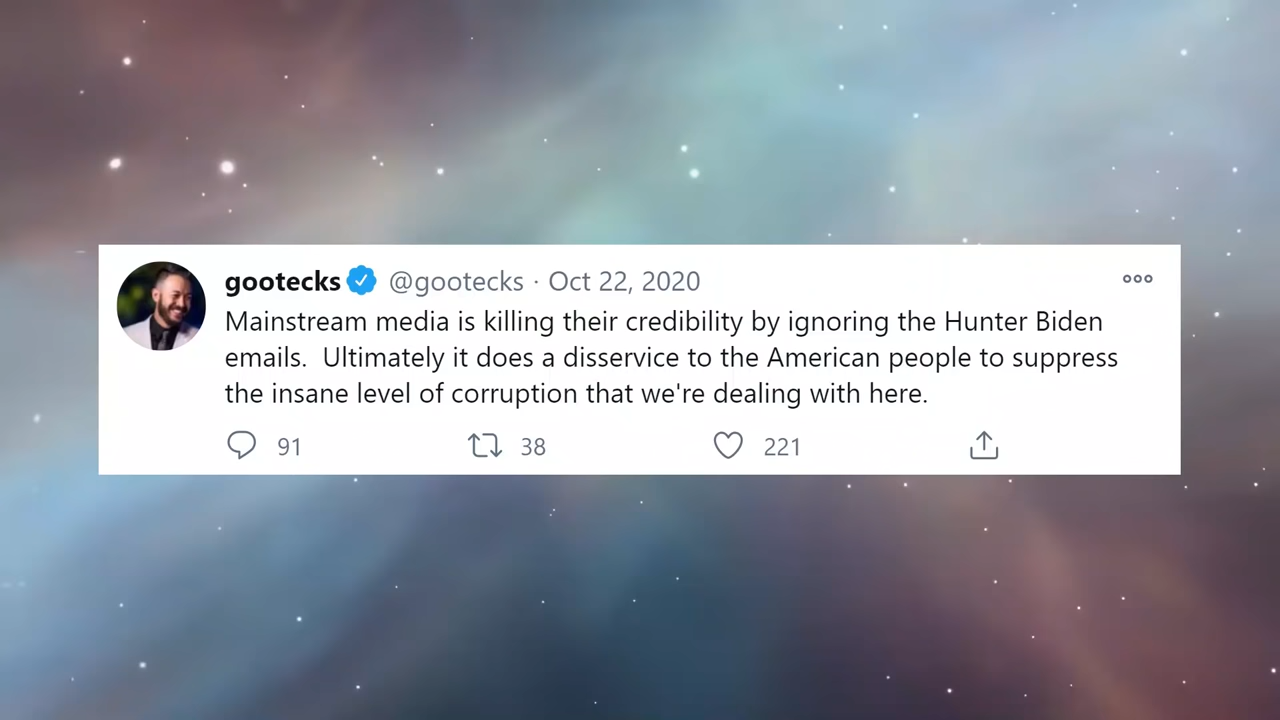 gootecks @gootecks · Oct 22, 2020
Mainstream media is killing their credibility by ignoring the Hunter Biden
emails.  Ultimately it does a disservice to the American people to suppress
the insane level of corruption that we're dealing with here.
91 38 221